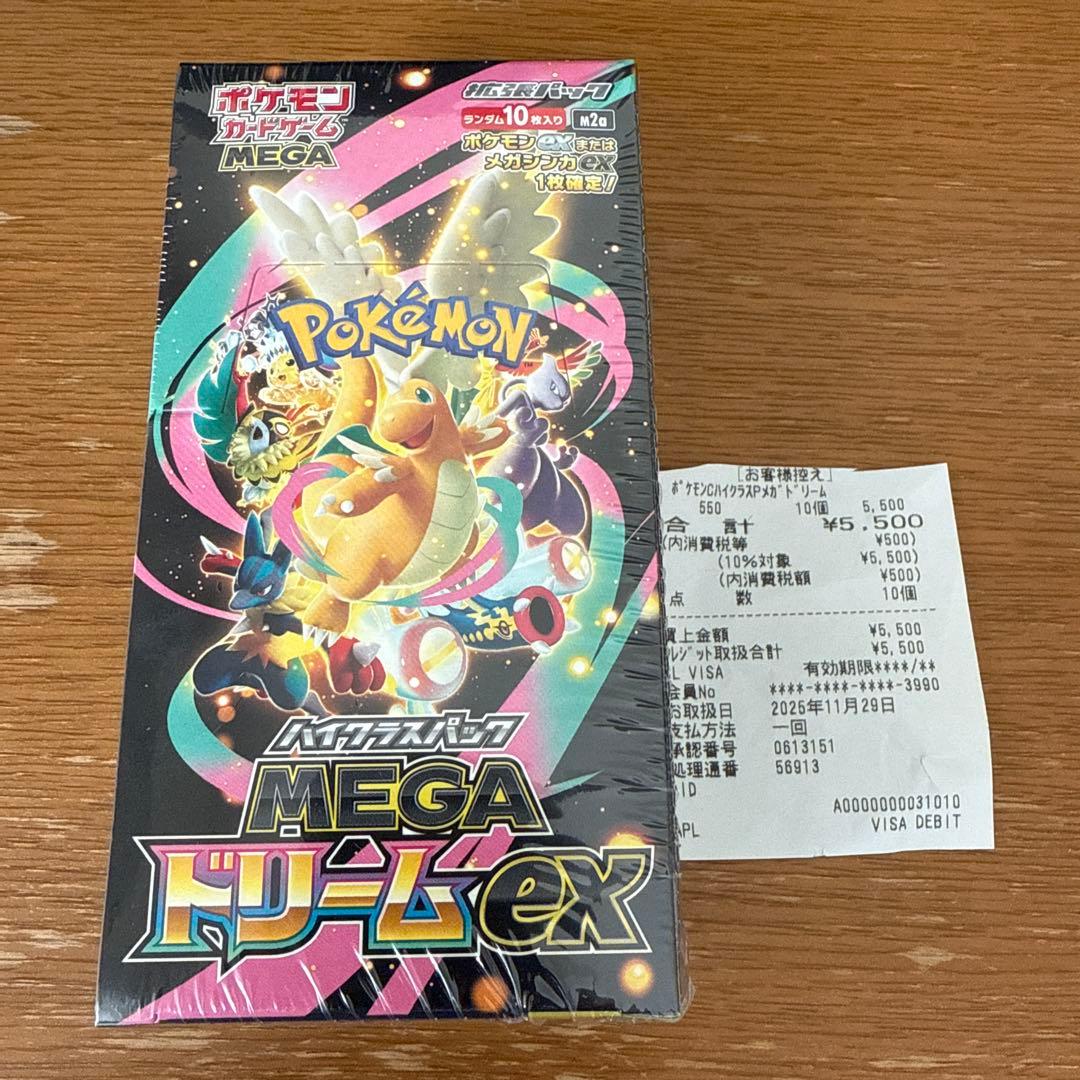 ポケモン
カードゲーム
MEGA
拡張パック
ランダム10枚入り M2a
ポケモンexまたは
メガシンカex
1枚確定!
POKéMON
TM
ハイクラスパック
MEGA
ドリームex
[お客様控え]
ポケモンCハイクラスPメガドリーム
550 10個 5,500
合 計 ¥5,500
(内消費税等 ¥500)
(10%対象 ¥5,500)
(内消費税額 ¥500)
点 数 10個
買上金額 ¥5,500
ルジット取扱合計 ¥5,500
L VISA 有効期限****/**
会員No ****-****-****-3990
お取扱日 2025年11月29日
支払方法 一回
承認番号 0613151
処理通番 56913
ID
A0000000031010
APL VISA DEBIT